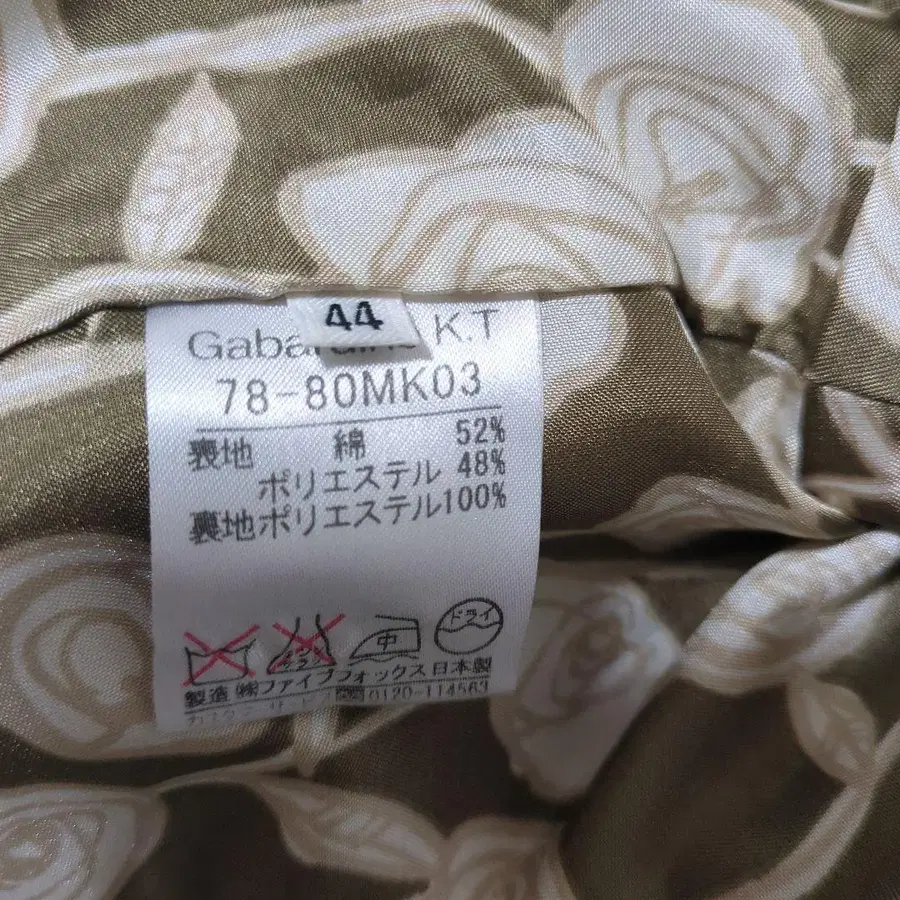 44
K.T
78-80MK03
表地 綿 52%
ポリエステル 48%
裏地ポリエステル100%
中
ドライ
製造 ㈱ファイブフォックス 日本製
0120-114563